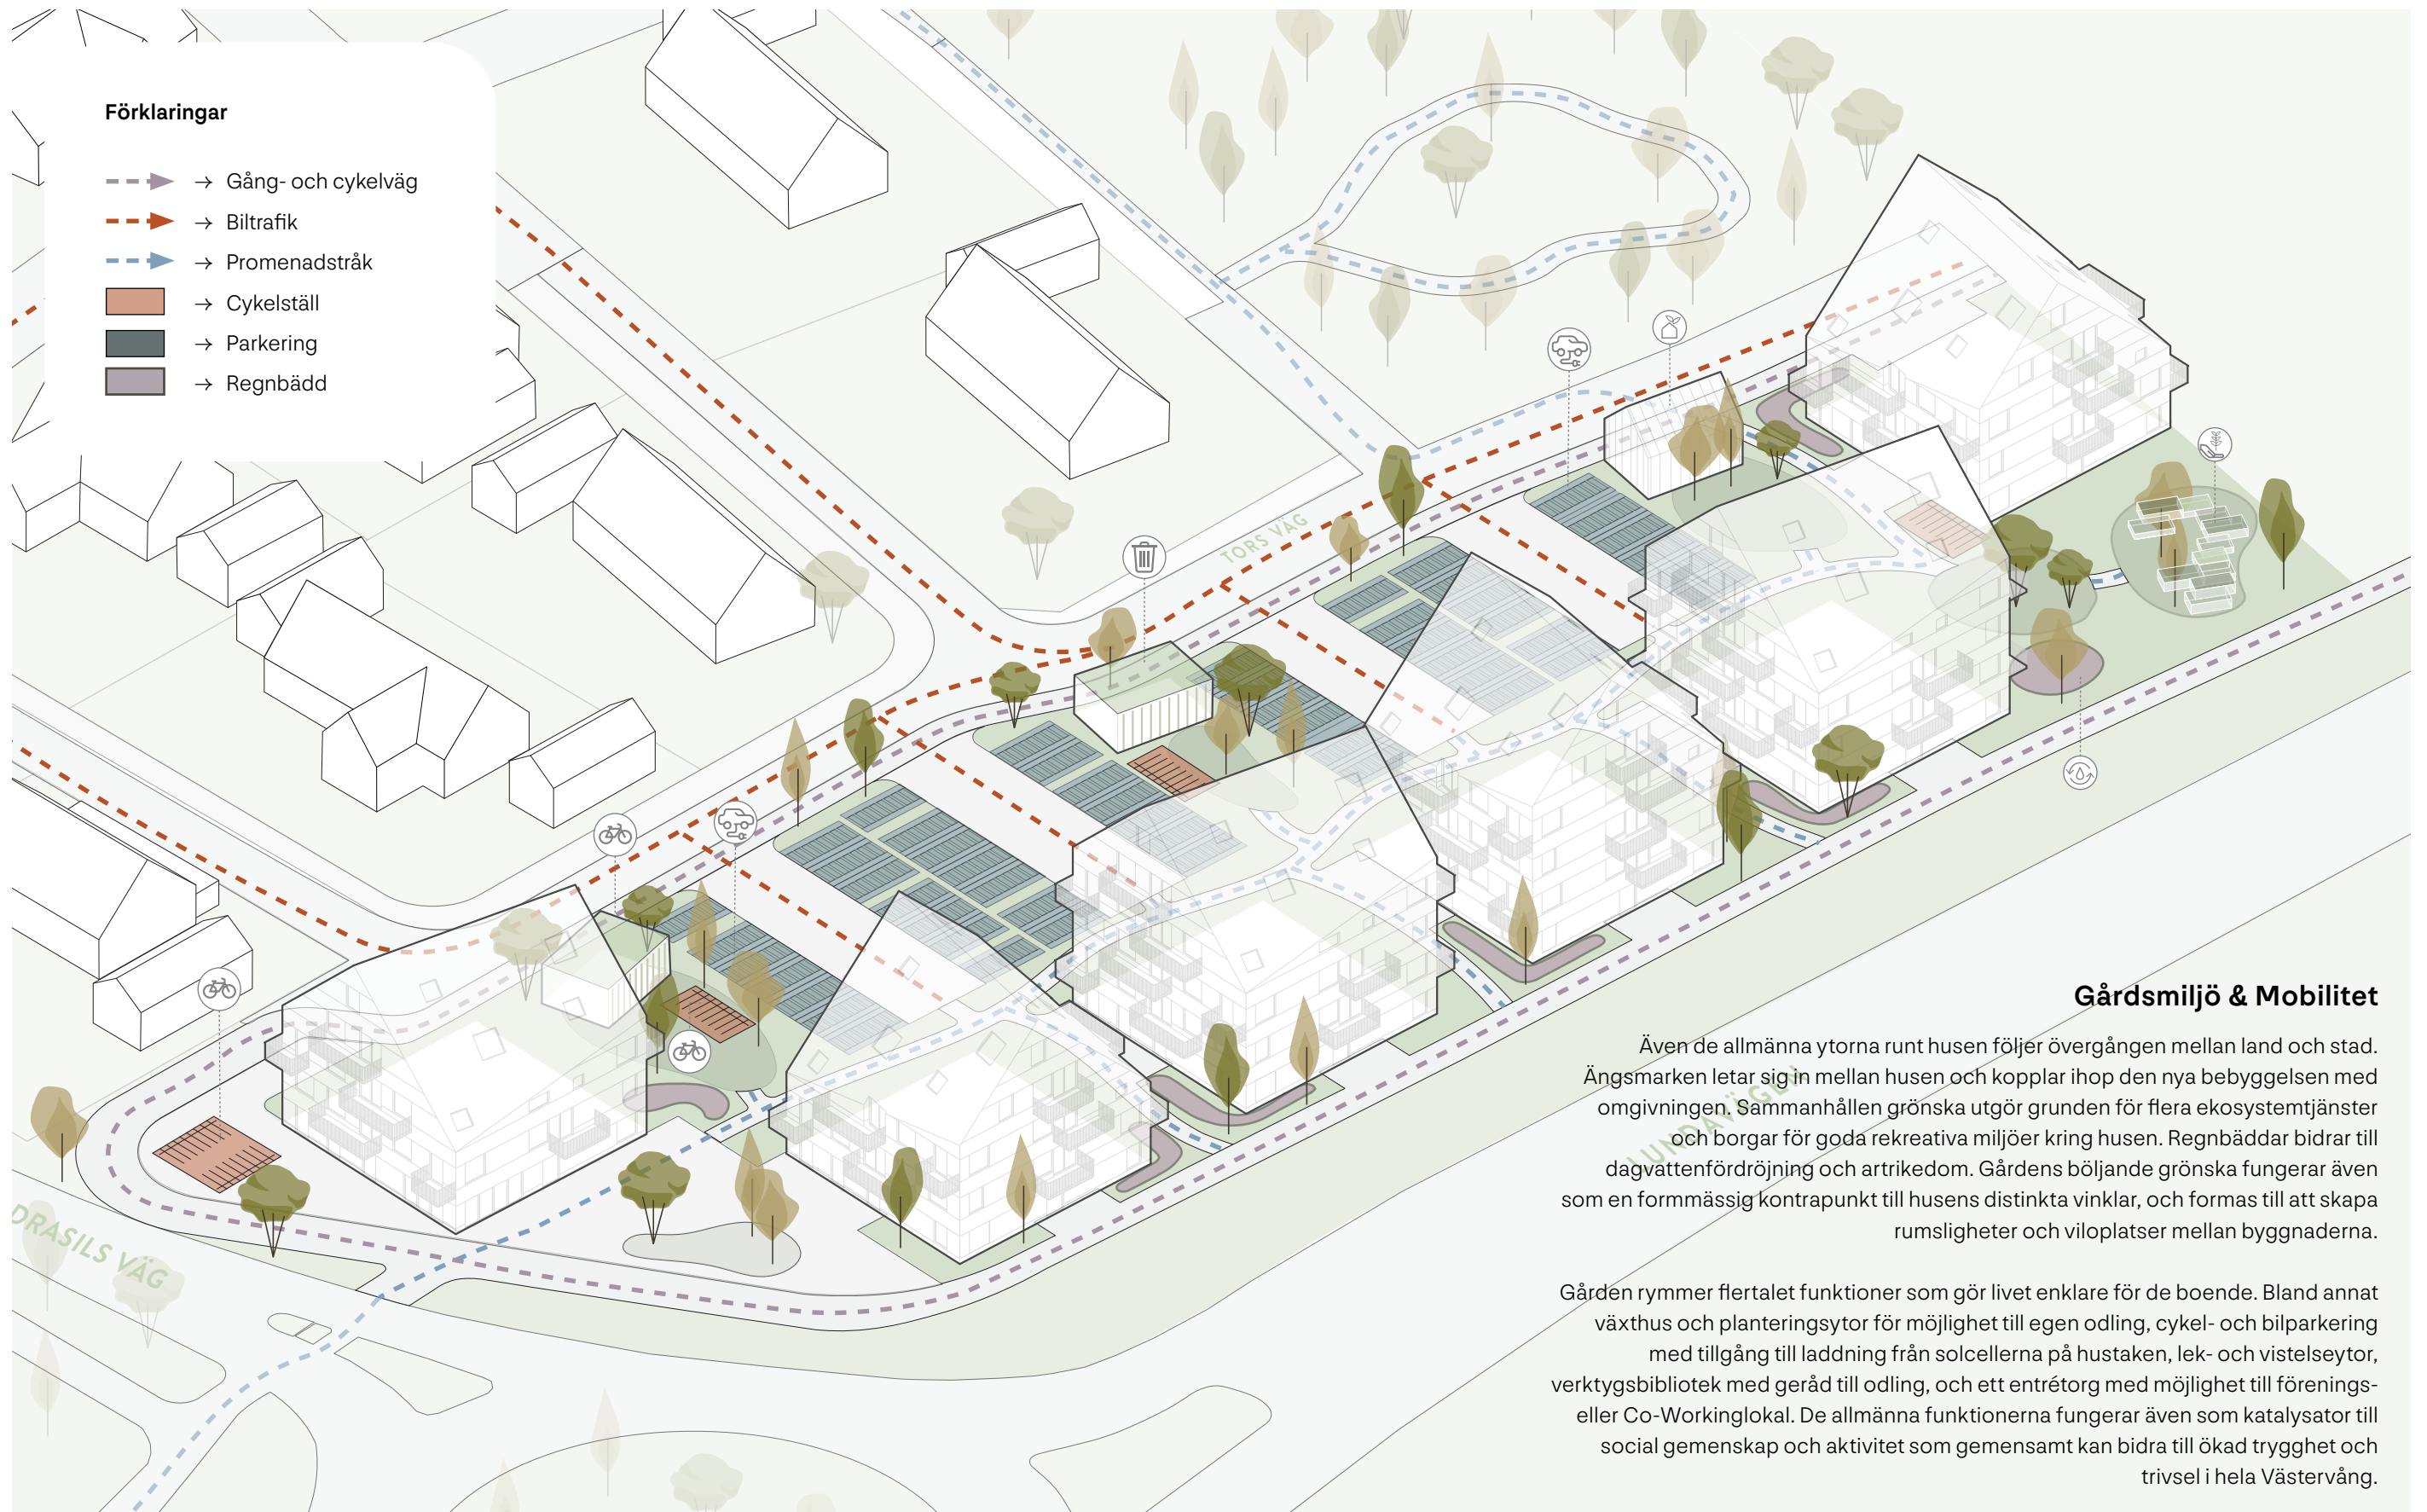 Förklaringar
→ Gång- och cykelväg
→ Biltrafik
→ Promenadstråk
→ Cykelställ
→ Parkering
→ Regnbädd
TORS VÄG
DRASILS VÄG
LUNDAVÄGEN
Gårdsmiljö & Mobilitet
Även de allmänna ytorna runt husen följer övergången mellan land och stad.
Ängsmarken letar sig in mellan husen och kopplar ihop den nya bebyggelsen med
omgivningen. Sammanhållen grönska utgör grunden för flera ekosystemtjänster
och borgar för goda rekreativa miljöer kring husen. Regnbäddar bidrar till
dagvattenfördröjning och artrikedom. Gårdens böljande grönska fungerar även
som en formmässig kontrapunkt till husens distinkta vinklar, och formas till att skapa
rumsligheter och viloplatser mellan byggnaderna.
Gården rymmer flertalet funktioner som gör livet enklare för de boende. Bland annat
växthus och planteringsytor för möjlighet till egen odling, cykel- och bilparkering
med tillgång till laddning från solcellerna på hustaken, lek- och vistelseytor,
verktygsbibliotek med geråd till odling, och ett entrétorg med möjlighet till förenings-
eller Co-Workinglokal. De allmänna funktionerna fungerar även som katalysator till
social gemenskap och aktivitet som gemensamt kan bidra till ökad trygghet och
trivsel i hela Västervång.